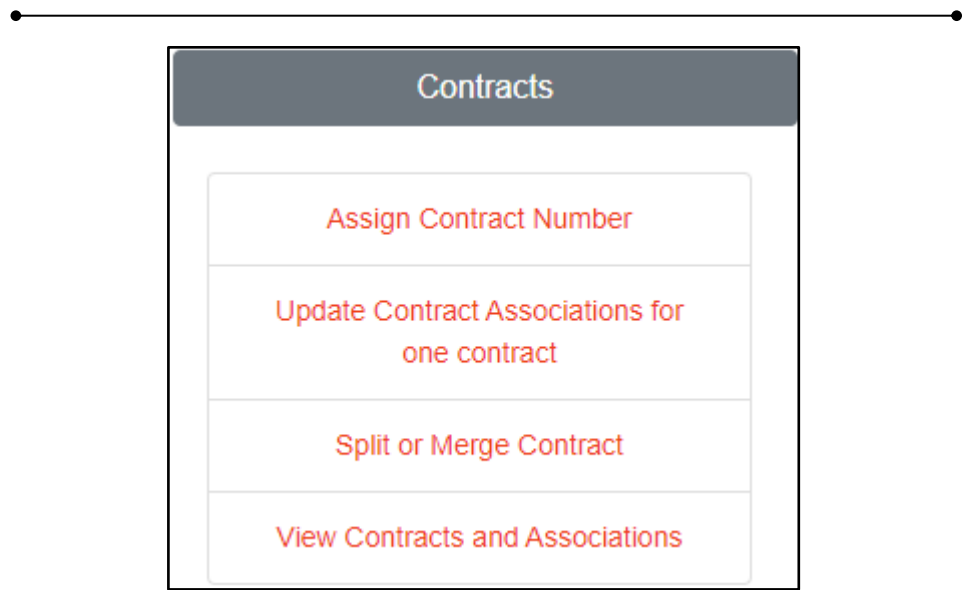 Contracts
Assign Contract Number
Update Contract Associations for
one contract
Split or Merge Contract
View Contracts and Associations